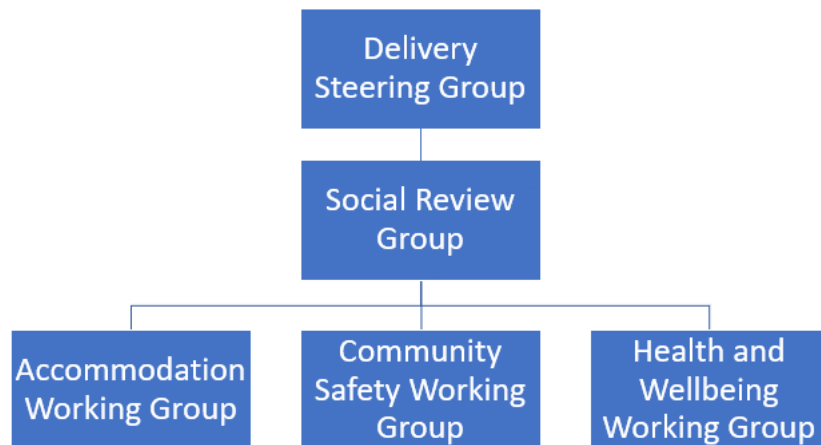 Delivery
Steering Group
Social Review
Group
Accommodation
Working Group
Community
Safety Working
Group
Health and
Wellbeing
Working Group